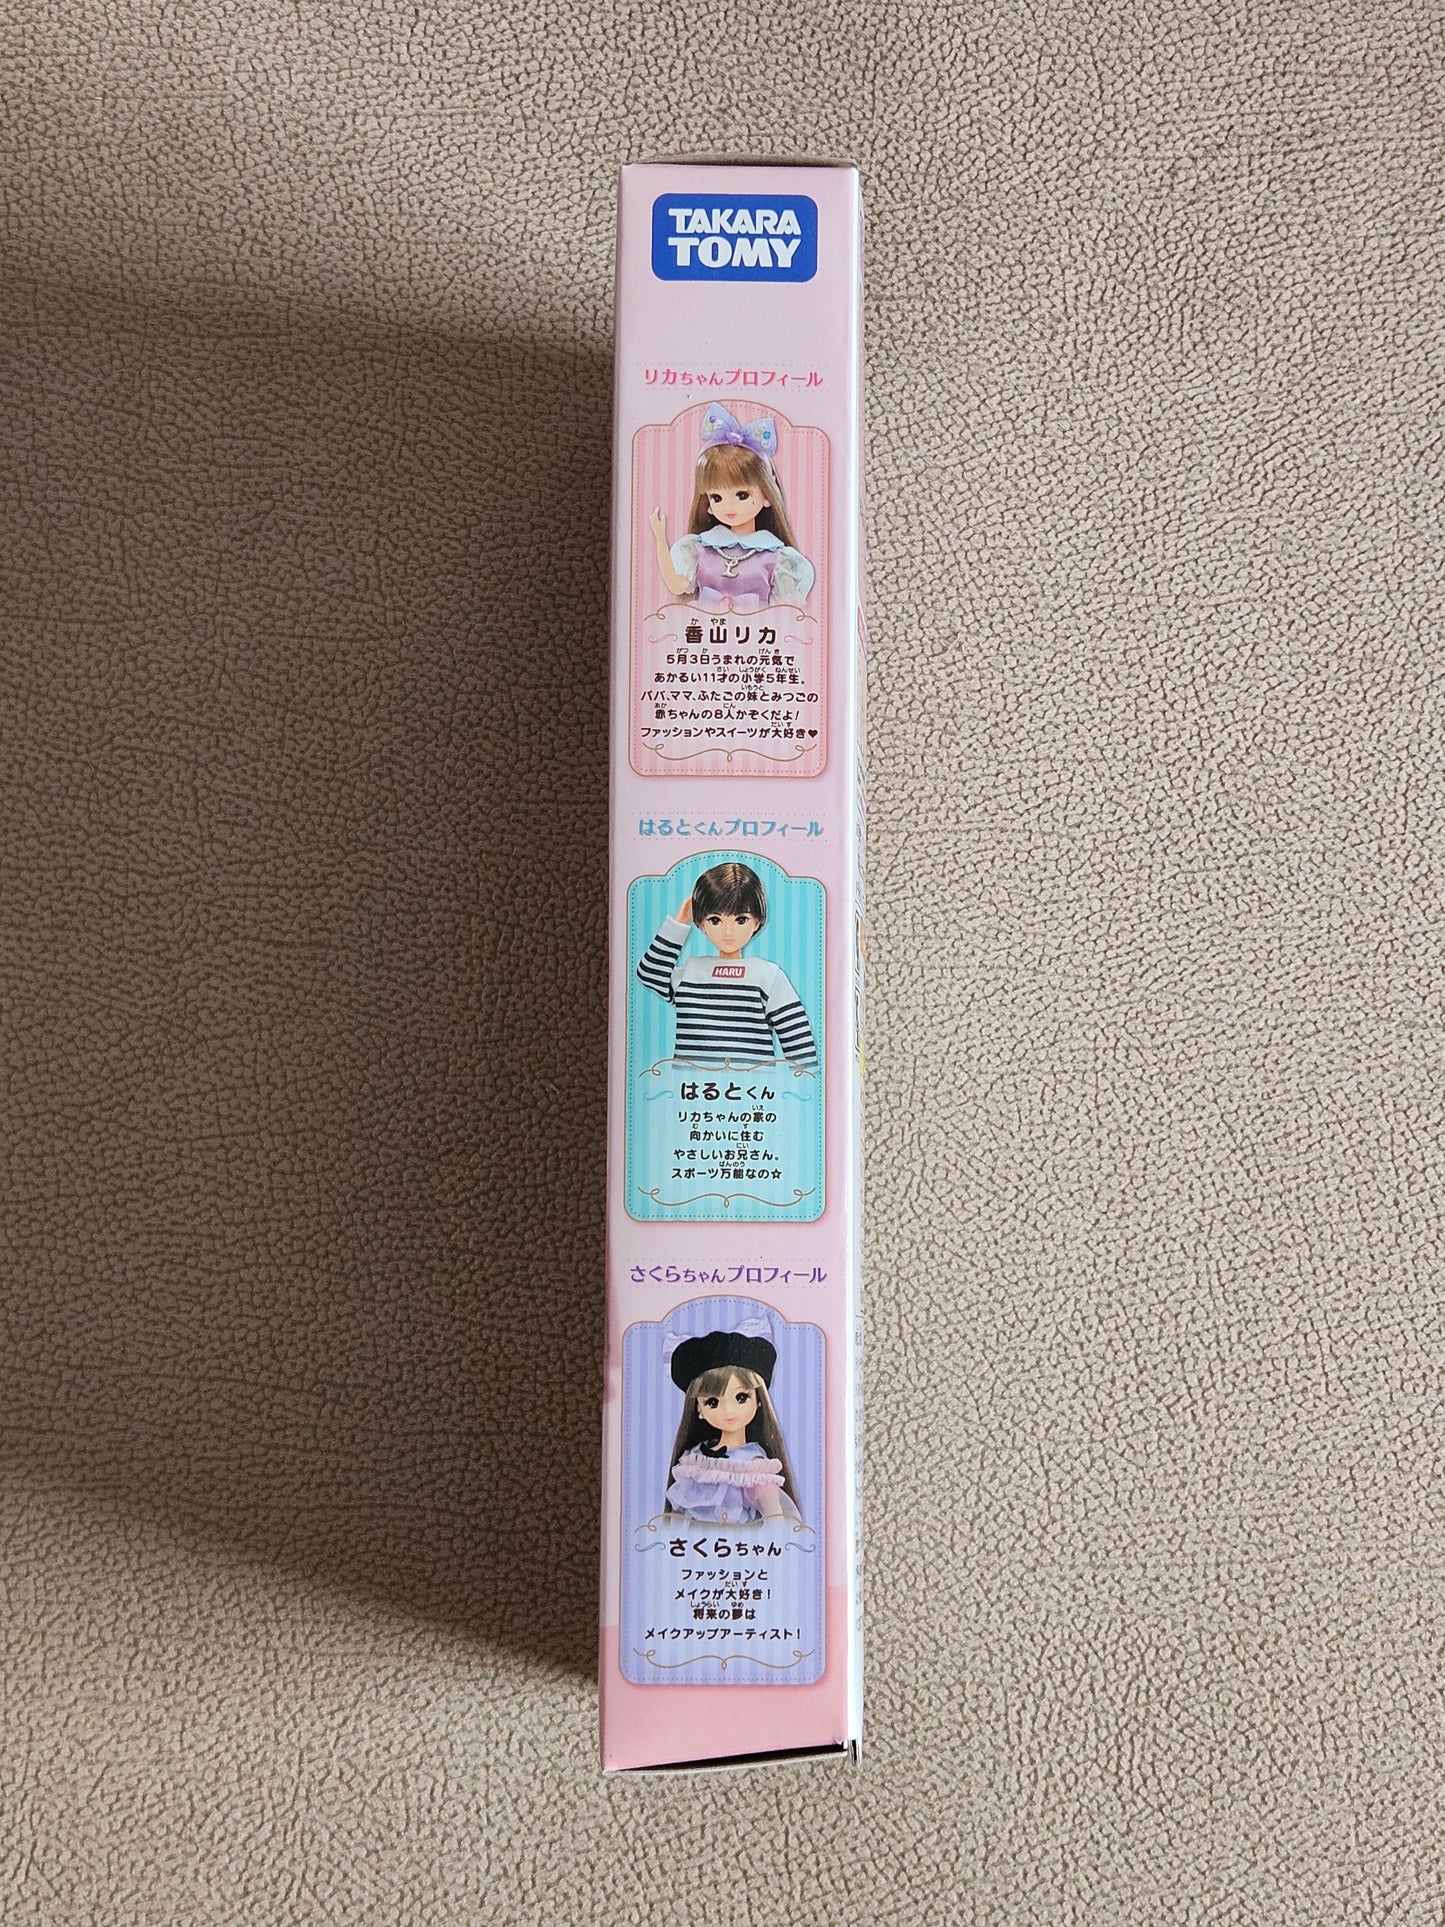 TAKARA
TOMY
リカちゃんプロフィール
香山リカ
5月3日うまれの元気で
あかるい11才の小学5年生。
パパ、ママ、ふたごの妹とみつごの
赤ちゃんの8人かぞくだよ!
ファッションやスイーツが大好き♥
はるとくんプロフィール
HARU
はるとくん
リカちゃんの家の
向かいに住む
やさしいお兄さん。
スポーツ万能なの☆
さくらちゃんプロフィール
さくらちゃん
ファッションと
メイクが大好き!
将来の夢は
メイクアップアーティスト!